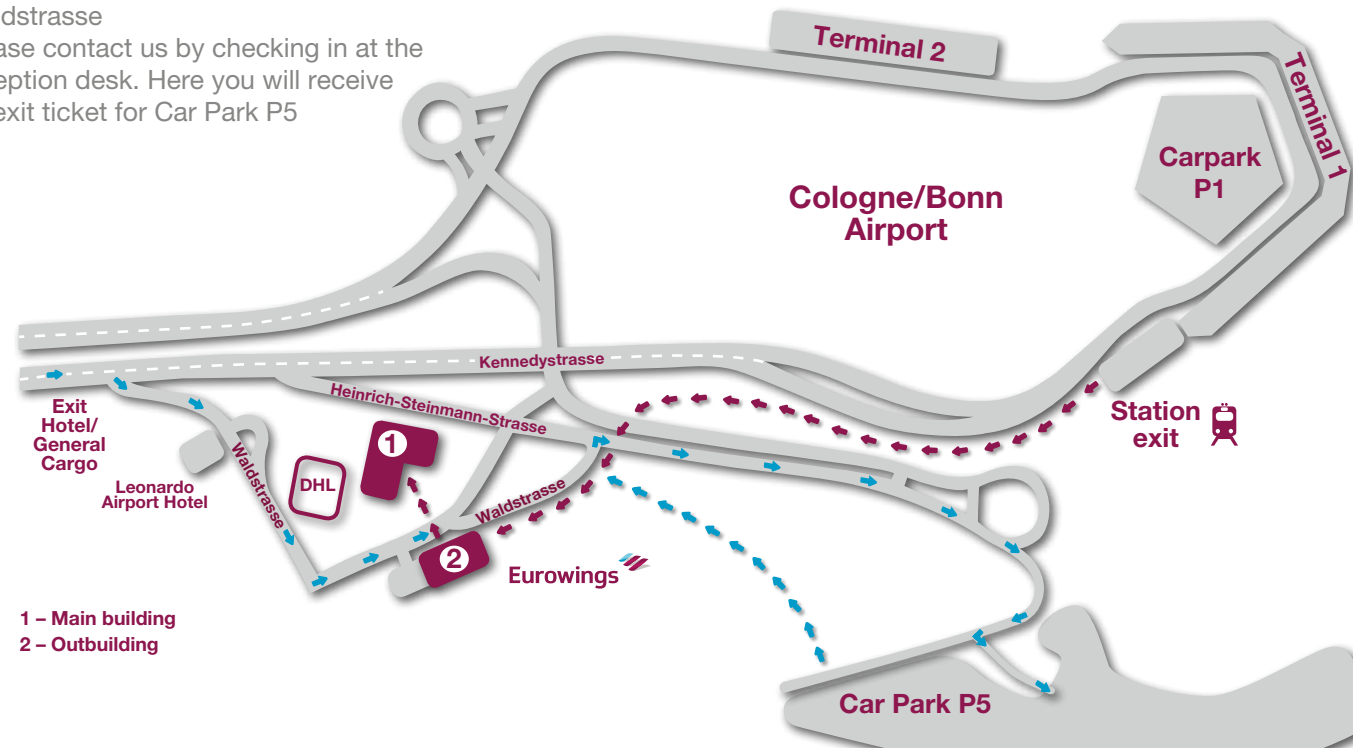 dstrasse
ase contact us by checking in at the
eption desk. Here you will receive
exit ticket for Car Park P5
Terminal 2
Terminal 1
Carpark
P1
Cologne/Bonn
Airport
Kennedystrasse
Heinrich-Steinmann-Strasse
Exit
Hotel/
General
Cargo
Station
exit
1
Waldstrasse
DHL
Leonardo
Airport Hotel
Waldstrasse
2
Eurowings
1 – Main building
2 – Outbuilding
Car Park P5